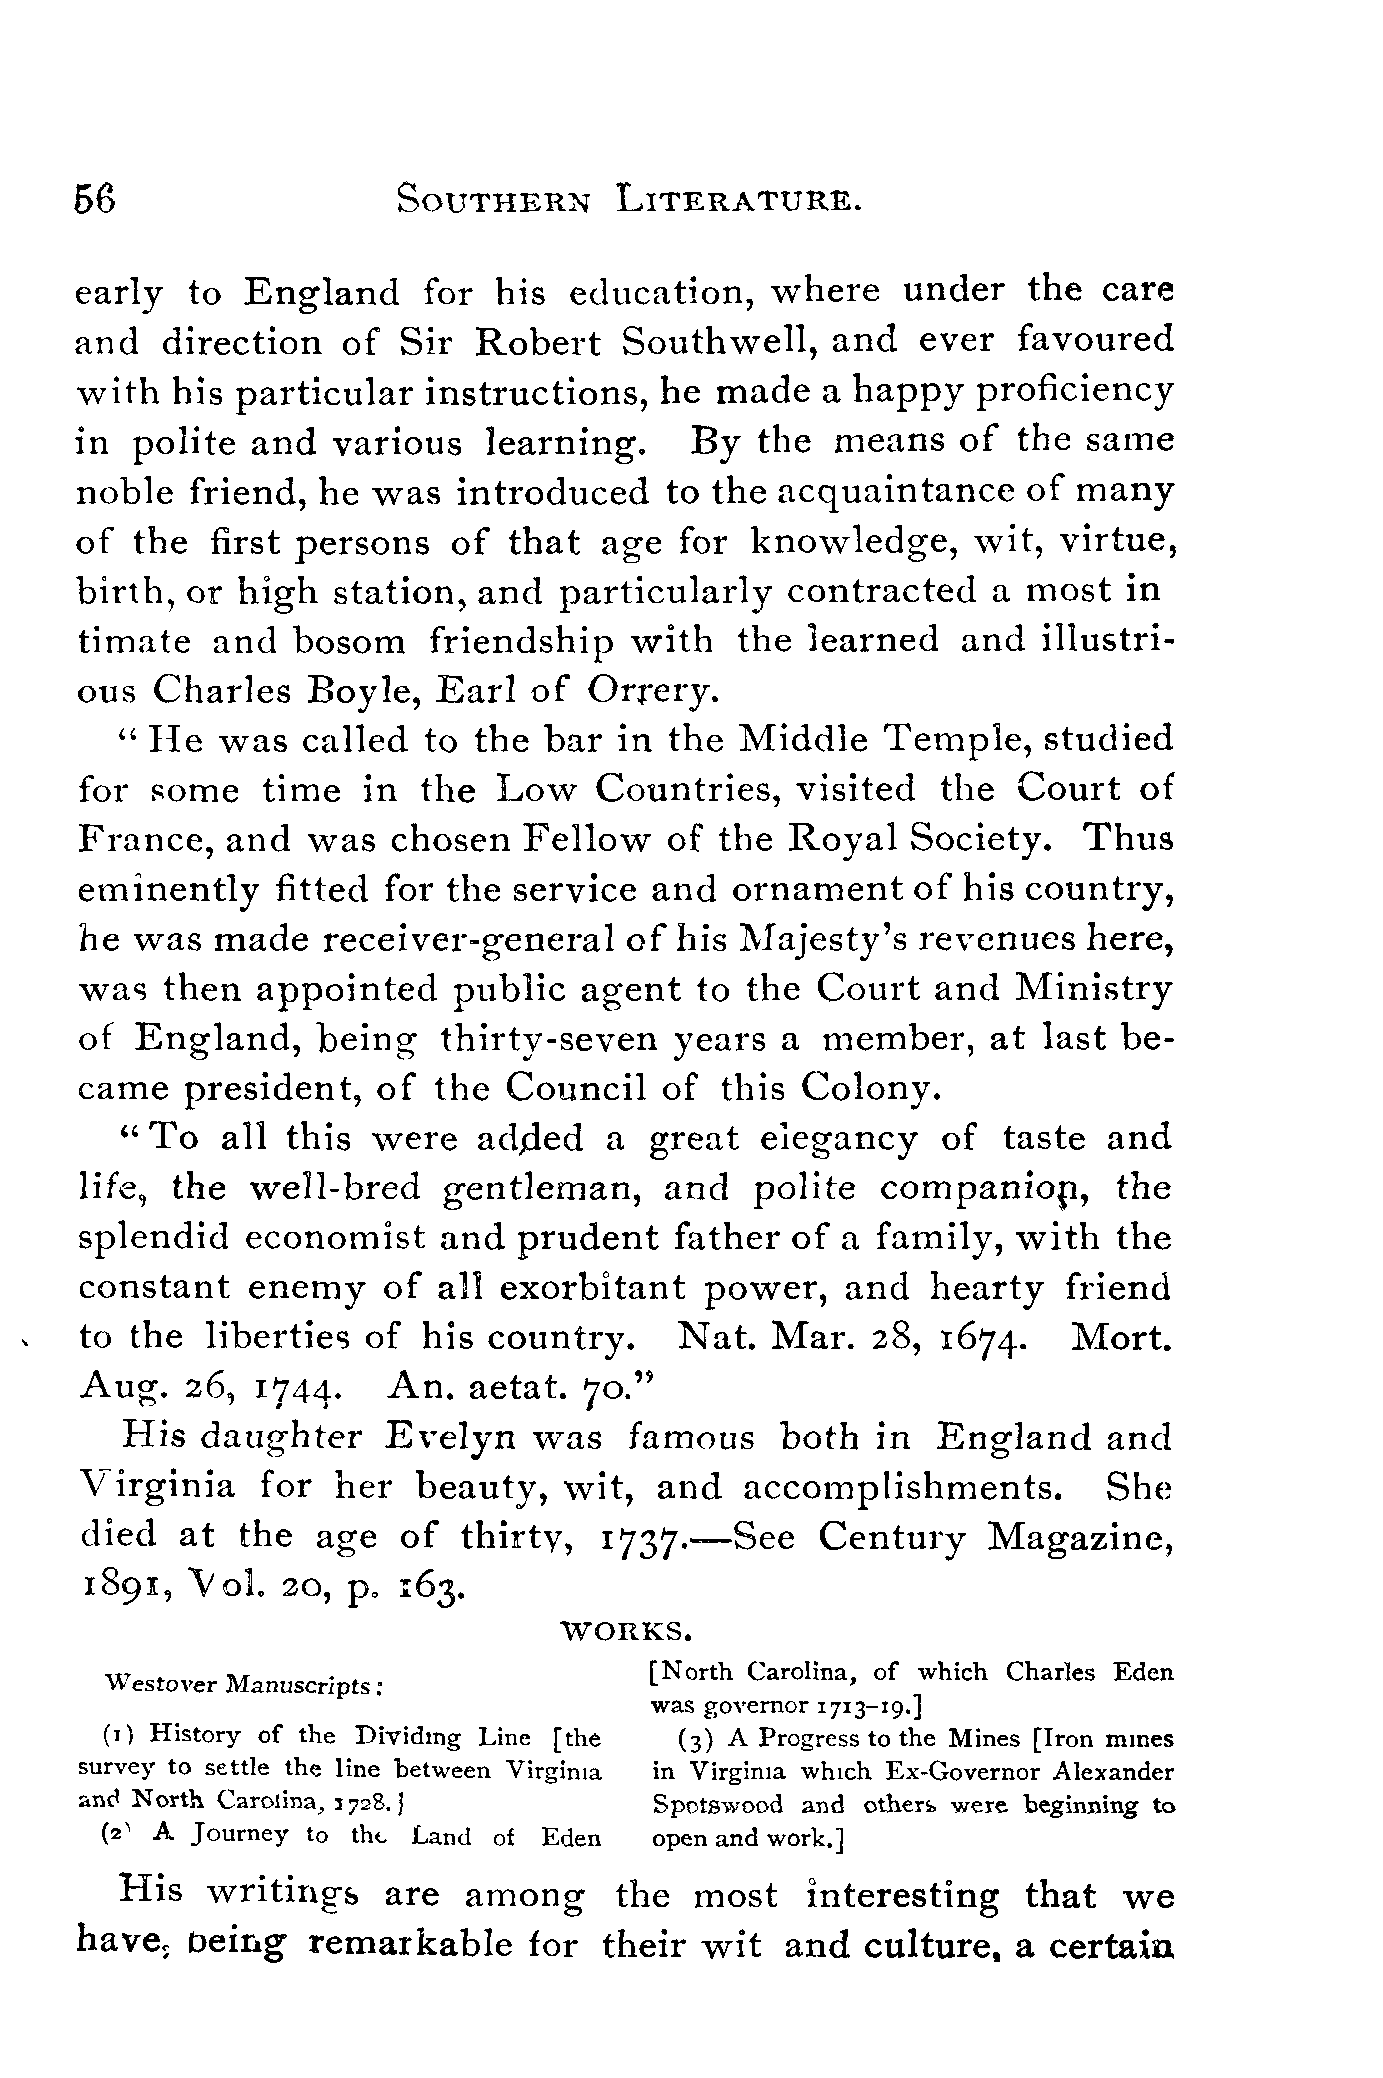 56 SOUTHERN LITERATURE.
early to England for his education, where under the care
and direction of Sir Robert Southwell, and ever favoured
with his particular instructions, he made a happy proficiency
in polite and various learning. By the means of the same
noble friend, he was introduced to the acquaintance of many
of the first persons of that age for knowledge, wit, virtue,
birth, or high station, and particularly contracted a most in
timate and bosom friendship with the learned and illustri-
ous Charles Boyle, Earl of Orrery.
“ He was called to the bar in the Middle Temple, studied
for some time in the Low Countries, visited the Court of
France, and was chosen Fellow of the Royal Society. Thus
eminently fitted for the service and ornament of his country,
he was made receiver-general of his Majesty’s revenues here,
was then appointed public agent to the Court and Ministry
of England, being thirty-seven years a member, at last be-
came president, of the Council of this Colony.
“ To all this were added a great elegancy of taste and
life, the well-bred gentleman, and polite companion, the
splendid economist and prudent father of a family, with the
constant enemy of all exorbitant power, and hearty friend
to the liberties of his country. Nat. Mar. 28, 1674. Mort.
Aug. 26, 1744. An. aetat. 70.”
His daughter Evelyn was famous both in England and
Virginia for her beauty, wit, and accomplishments. She
died at the age of thirty, 1737.—See Century Magazine,
1891, Vol. 20, p. 163.
WORKS.
Westover Manuscripts:
(1) History of the Dividing Line [the
survey to settle the line between Virginia
and North Carolina, 1728.]
(2) A Journey to the Land of Eden
[North Carolina, of which Charles Eden
was governor 1713–19.]
(3) A Progress to the Mines [Iron mines
in Virginia which Ex-Governor Alexander
Spotswood and others were beginning to
open and work.]
His writings are among the most interesting that we
have, being remarkable for their wit and culture, a certain